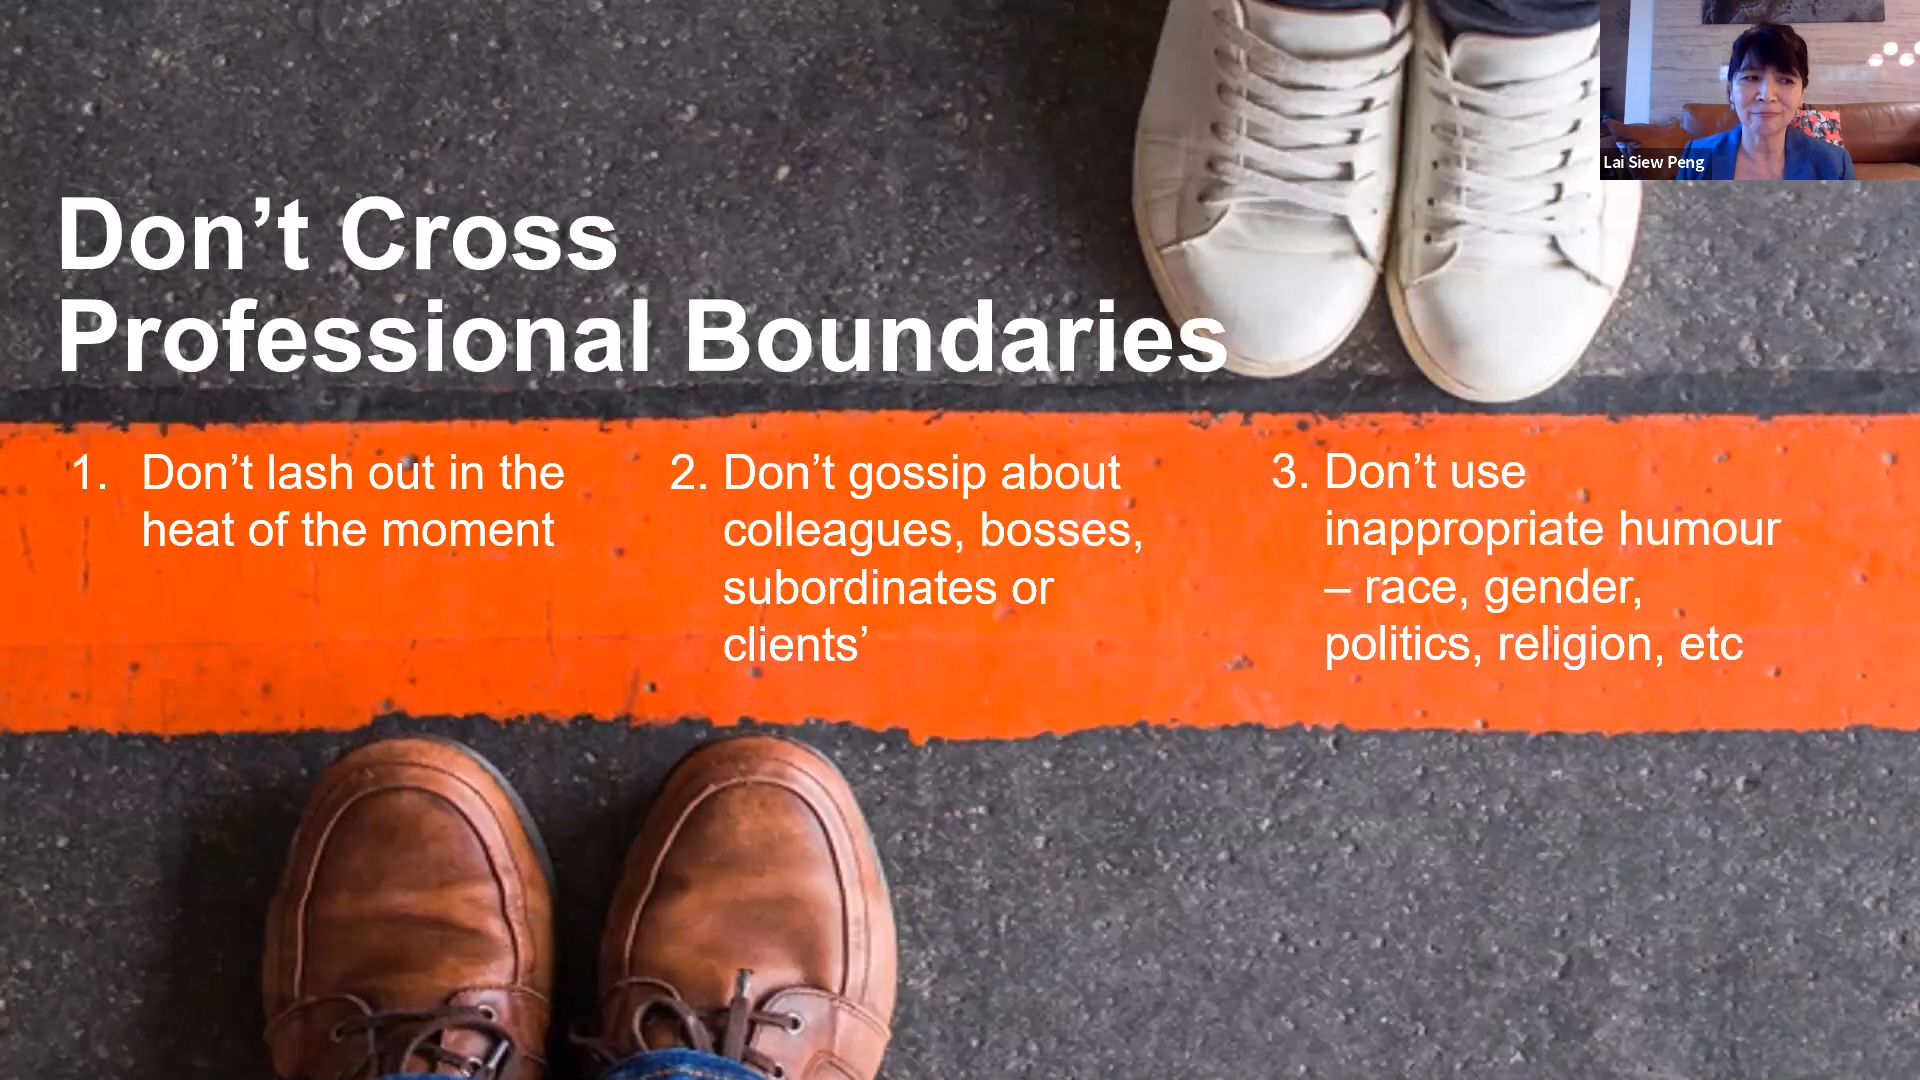 Don’t Cross
Professional Boundaries
1. Don’t lash out in the
heat of the moment
2. Don’t gossip about
colleagues, bosses,
subordinates or
clients’
3. Don’t use
inappropriate humour
– race, gender,
politics, religion, etc
Lai Siew Peng